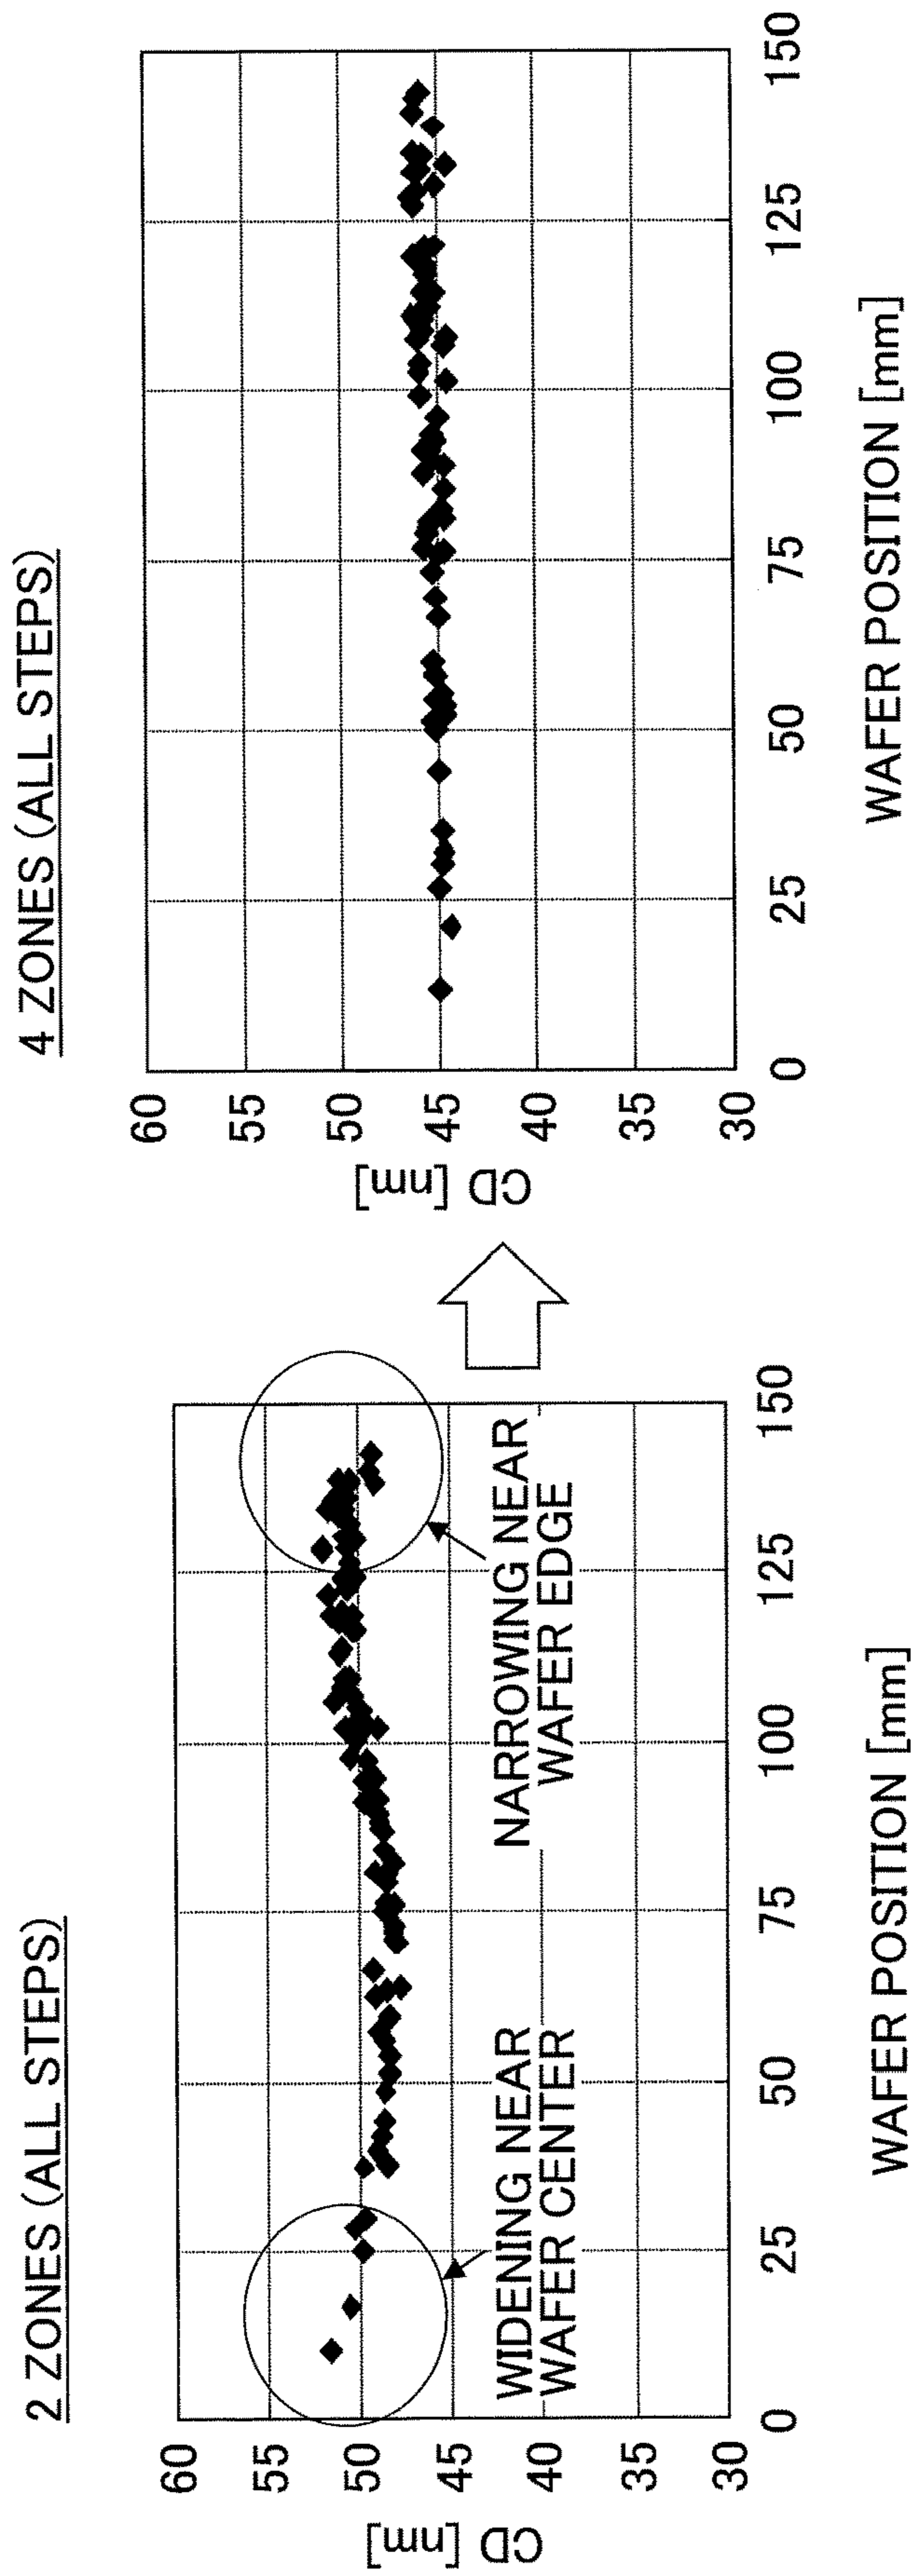 2 ZONES (ALL STEPS)
CD [nm]
60
55
50
45
40
35
30
0
25
50
75
100
125
150
WIDENING NEAR
WAFER CENTER
NARROWING NEAR
WAFER EDGE
WAFER POSITION [mm]
4 ZONES (ALL STEPS)
CD [nm]
60
55
50
45
40
35
30
0
25
50
75
100
125
150
WAFER POSITION [mm]